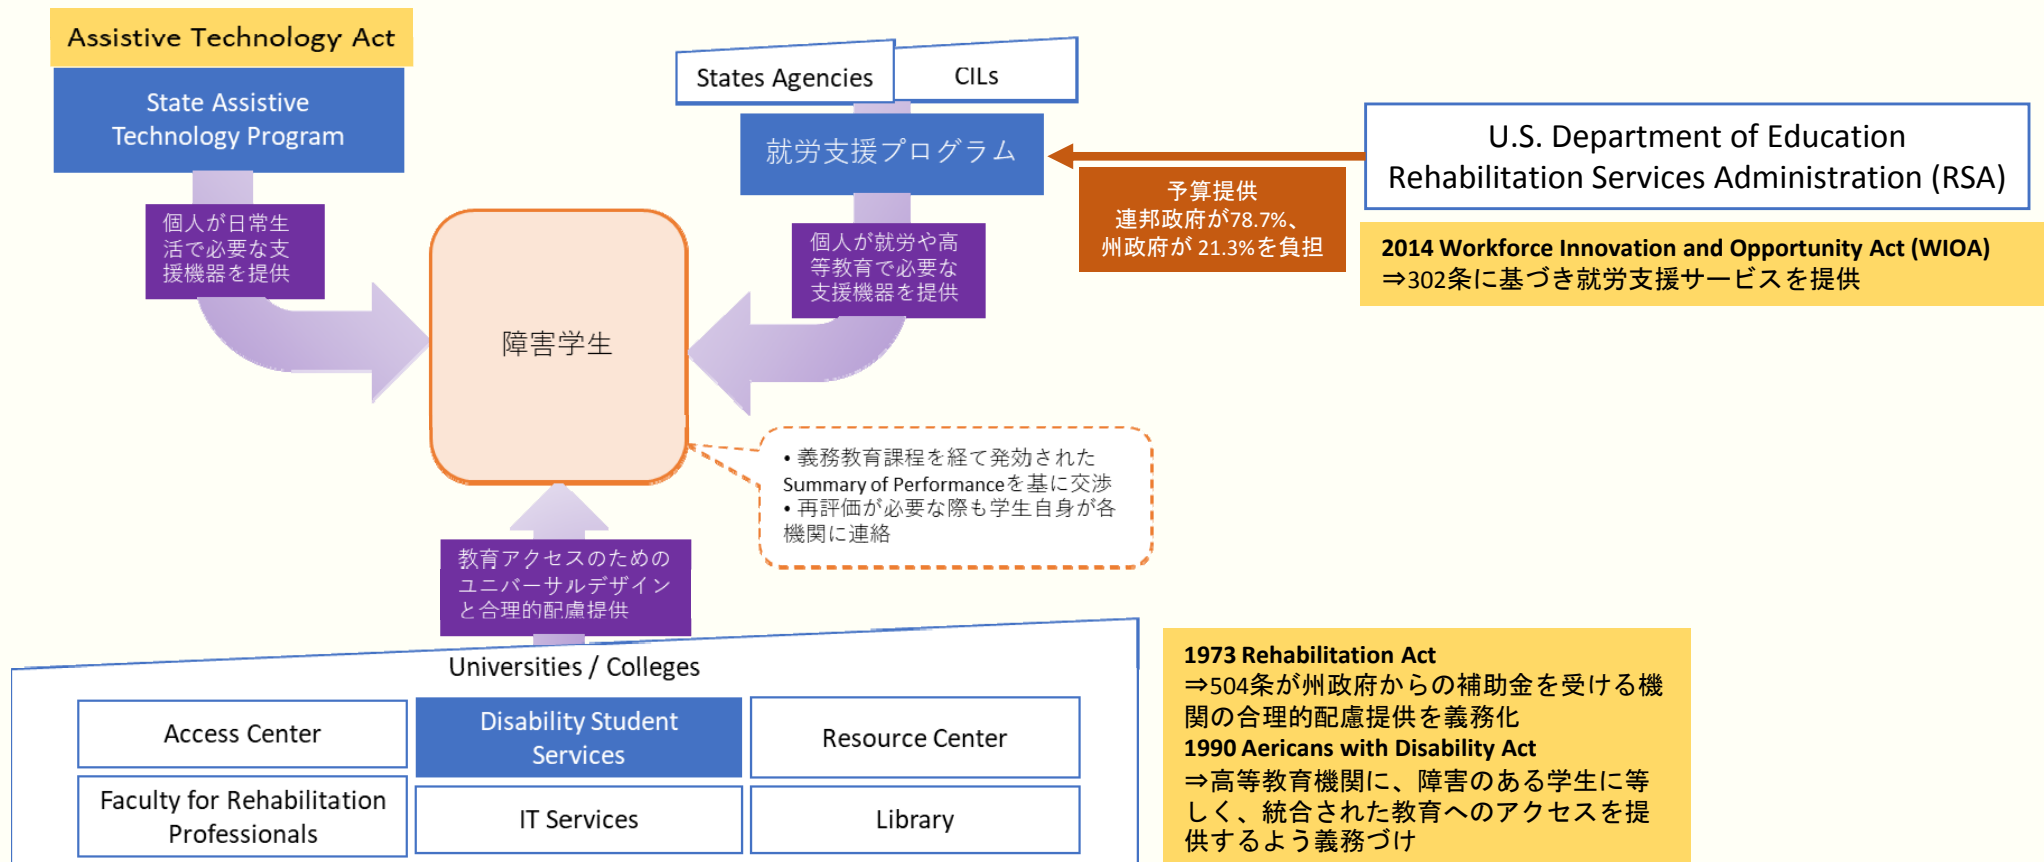 Assistive Technology Act
State Assistive
Technology Program
個人が日常生
活で必要な支
援機器を提供
States Agencies
CILs
就労支援プログラム
個人が就労や高
等教育で必要な
支援機器を提供
予算提供
連邦政府が78.7%、
州政府が 21.3%を負担
U.S. Department of Education
Rehabilitation Services Administration (RSA)
2014 Workforce Innovation and Opportunity Act (WIOA)
⇒302条に基づき就労支援サービスを提供
障害学生
• 義務教育課程を経て発効された
Summary of Performanceを基に交渉
• 再評価が必要な際も学生自身が各
機関に連絡
教育アクセスのための
ユニバーサルデザイン
と合理的配慮提供
Universities / Colleges
Access Center
Disability Student
Services
Resource Center
Faculty for Rehabilitation
Professionals
IT Services
Library
1973 Rehabilitation Act
⇒504条が州政府からの補助金を受ける機
関の合理的配慮提供を義務化
1990 Aericans with Disability Act
⇒高等教育機関に、障害のある学生に等
しく、統合された教育へのアクセスを提
供するよう義務づけ